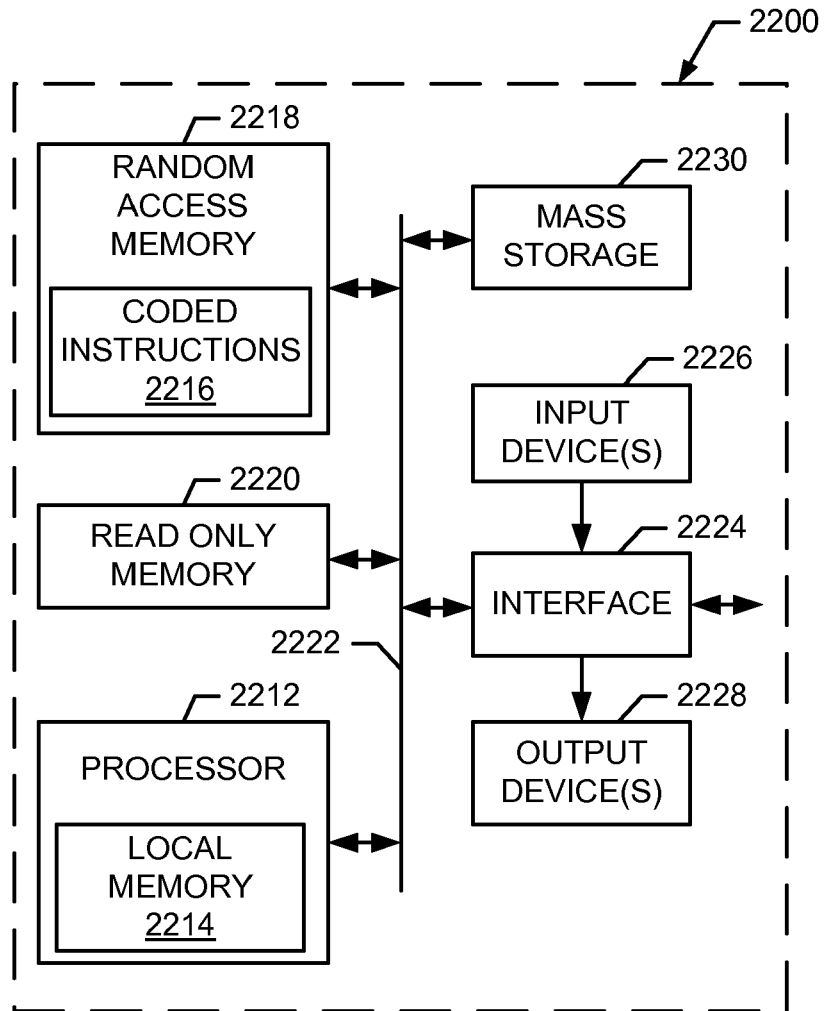 2200
2218
RANDOM
ACCESS
MEMORY
CODED
INSTRUCTIONS
2216
2220
READ ONLY
MEMORY
2222
2212
PROCESSOR
LOCAL
MEMORY
2214
2230
MASS
STORAGE
2226
INPUT
DEVICE(S)
2224
INTERFACE
2228
OUTPUT
DEVICE(S)